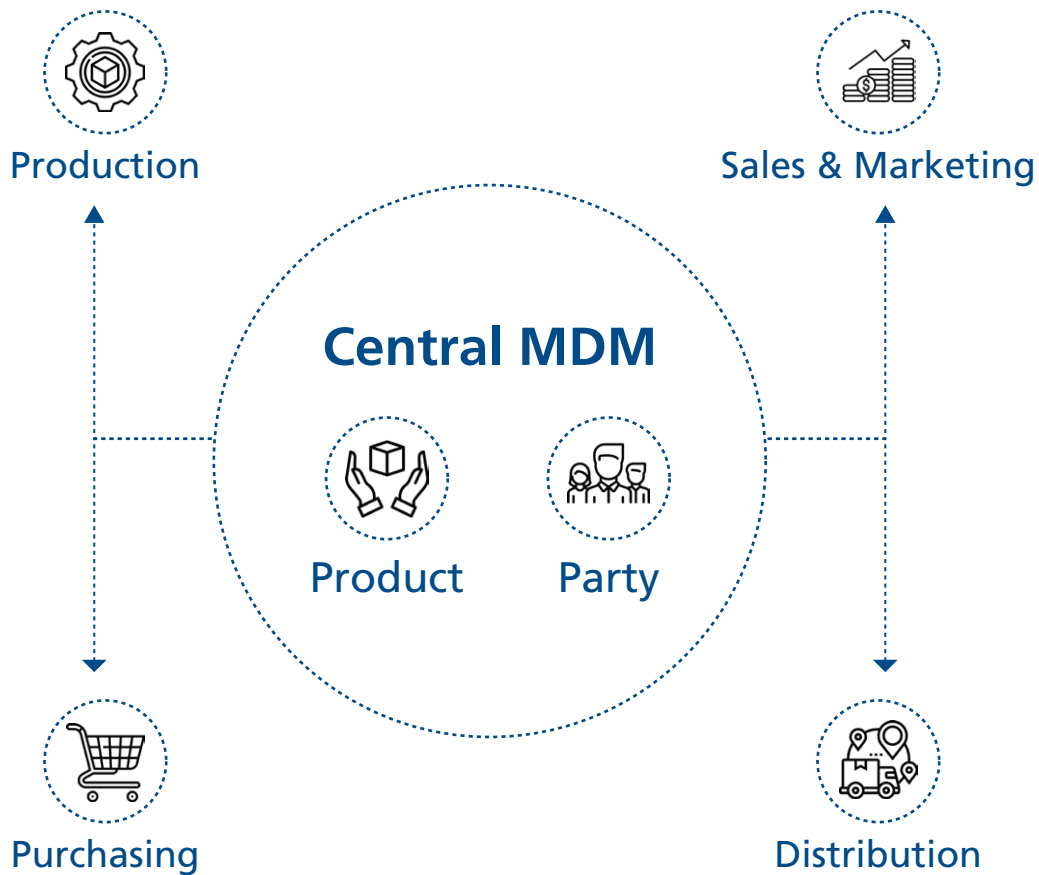 Production
Sales & Marketing
Central MDM
Product
Party
Purchasing
Distribution